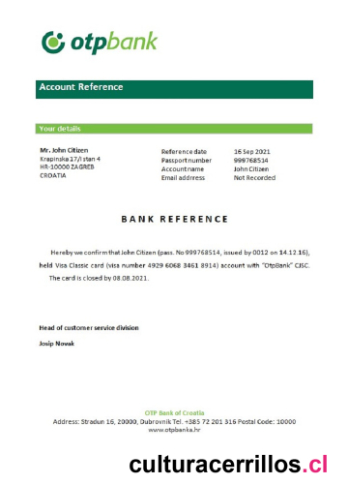 otpbank
Account Reference
Your details
Mr. John Citizen
Krapinska 17/I stan 4
HR-10000 ZAGREB
CROATIA
Reference date 16 Sep 2021
Passport number 999768514
Account name John Citizen
Email addrress Not Recorded
BANK REFERENCE
Hereby we confirm that John Citizen (pass. No 999768514, issued by 0012 on 14.12.16),
held Visa Classic card (visa number 4929 6068 3461 8914) account with "OtpBank" CJSC.
The card is closed by 08.08.2021.
Head of customer service division
Josip Novak
OTP Bank of Croatia
Address: Stradun 16, 20000, Dubrovnik Tel. +385 72 201 316 Postal Code: 10000
www.otpbanka.hr
culturacerrillos.cl